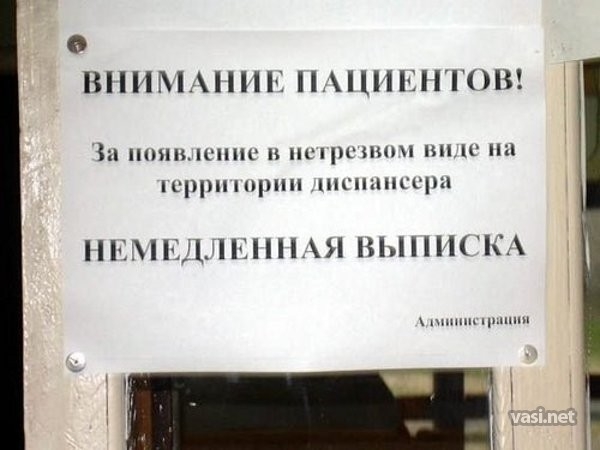 ВНИМАНИЕ ПАЦИЕНТОВ!
За появление в нетрезвом виде на
территории диспансера
НЕМЕДЛЕННАЯ ВЫПИСКА
Администрация
vasi.net